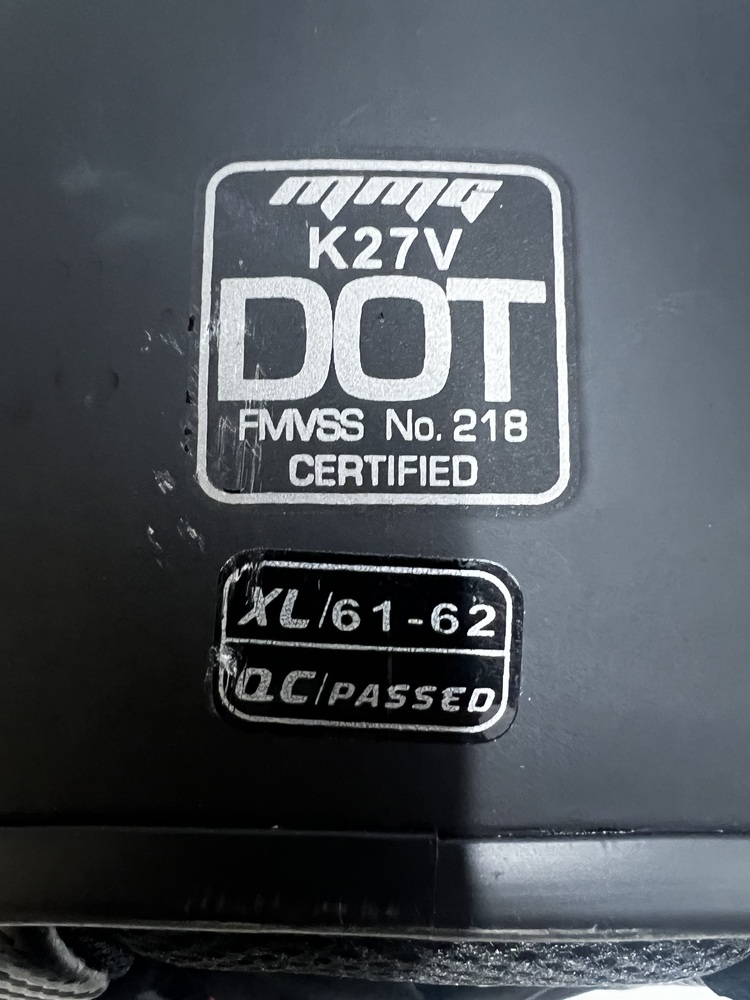 MMG
K27V
DOT
FMVSS No. 218
CERTIFIED
XL/61-62
QC/PASSED